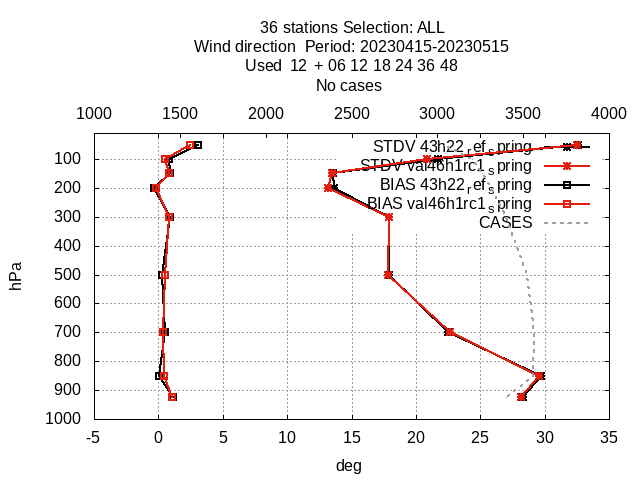 36 stations Selection: ALL
Wind direction  Period: 20230415-20230515
Used  12  + 06 12 18 24 36 48
No cases
1000 1500 2000 2500 3000 3500 4000
STDV 43h22_ref_spring
100
STDV val46h1rc1_spring
BIAS 43h22_ref_spring
200
BIAS val46h1rc1_spring
300
CASES
400
hPa
500
600
700
800
900
1000
-5 0 5 10 15 20 25 30 35
deg